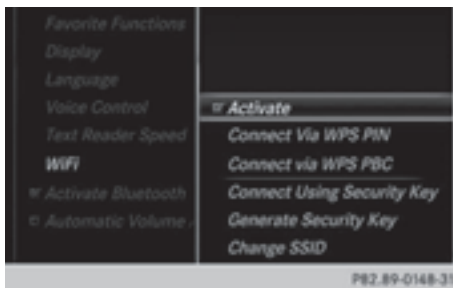 Favorite Functions
Display
Language
Voice Control
Text Reader Speed
WiFi
Activate Bluetooth
Automatic Volume
Activate
Connect Via WPS PIN
Connect via WPS PBC
Connect Using Security Key
Generate Security Key
Change SSID
P82.89-0148-31